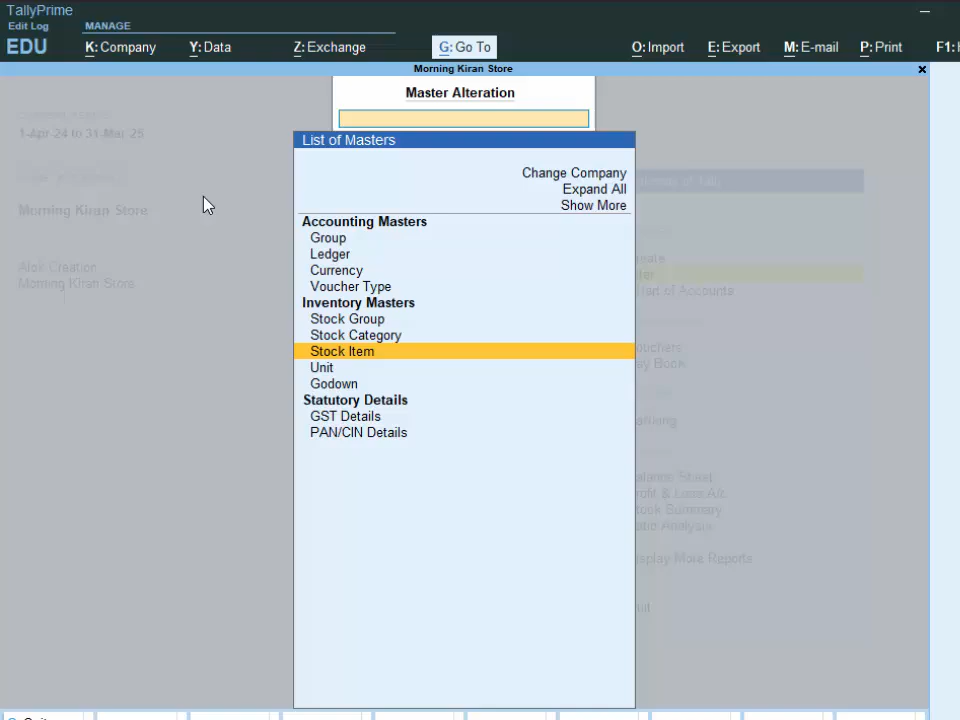 TallyPrime
Edit Log
MANAGE
EDU
K: Company
Y: Data
Z: Exchange
G: Go To
O: Import
E: Export
M: E-mail
P: Print
F1:
Morning Kiran Store
Master Alteration
1-Apr-24 to 31-Mar-25
Morning Kiran Store
Alok Creation
Morning Kiran Store
List of Masters
Change Company
Expand All
Show More
Accounting Masters
Group
Ledger
Currency
Voucher Type
Inventory Masters
Stock Group
Stock Category
Stock Item
Unit
Godown
Statutory Details
GST Details
PAN/CIN Details
of Accounts